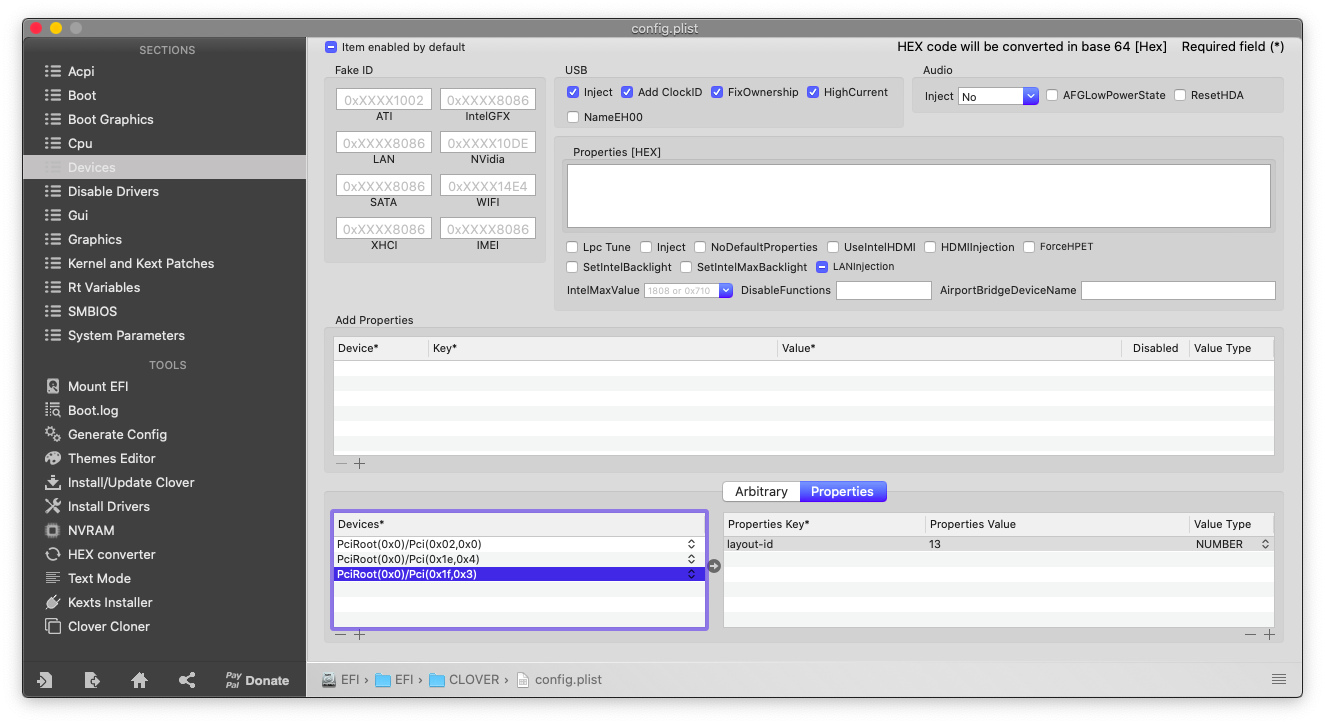 config.plist
SECTIONS
Acpi
Boot
Boot Graphics
Cpu
Devices
Disable Drivers
Gui
Graphics
Kernel and Kext Patches
Rt Variables
SMBIOS
System Parameters
TOOLS
Mount EFI
Boot.log
Generate Config
Themes Editor
Install/Update Clover
Install Drivers
NVRAM
HEX converter
Text Mode
Kexts Installer
Clover Cloner
Pay
Pal
Donate
Item enabled by default
HEX code will be converted in base 64 [Hex] Required field (*)
Fake ID
0xXXXX1002 0xXXXX8086
ATI IntelGFX
0xXXXX8086 0xXXXX10DE
LAN NVidia
0xXXXX8086 0xXXXX14E4
SATA WIFI
0xXXXX8086 0xXXXX8086
XHCI IMEI
USB
Inject Add ClockID FixOwnership HighCurrent
NameEH00
Audio
Inject No AFGLowPowerState ResetHDA
Properties [HEX]
Lpc Tune Inject NoDefaultProperties UseIntelHDMI HDMIInjection ForceHPET
SetIntelBacklight SetIntelMaxBacklight LANInjection
IntelMaxValue 1808 or 0x710 DisableFunctions AirportBridgeDeviceName
Add Properties
Device* Key* Value* Disabled Value Type
Arbitrary Properties
Devices*
PciRoot(0x0)/Pci(0x02,0x0)
PciRoot(0x0)/Pci(0x1e,0x4)
PciRoot(0x0)/Pci(0x1f,0x3)
Properties Key* Properties Value Value Type
layout-id 13 NUMBER
EFI › EFI › CLOVER › config.plist